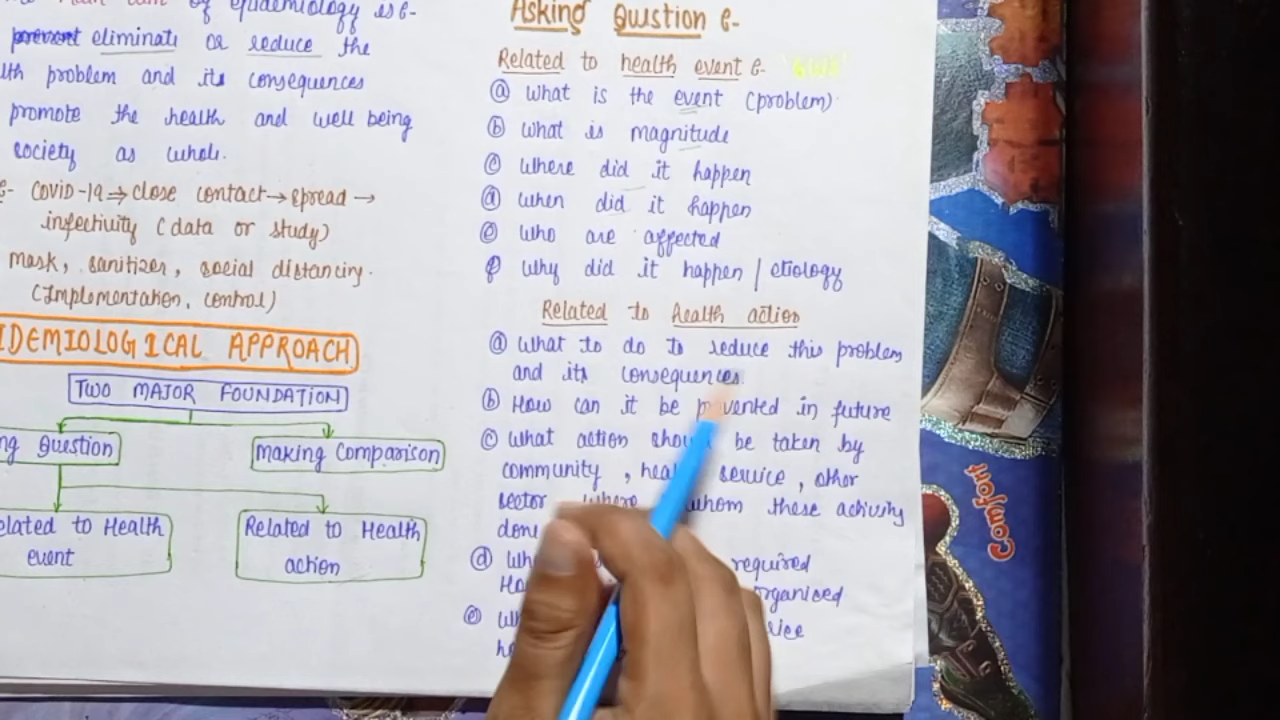 of epidemiology is :-
prevent eliminate or reduce the
lth problem and its consequences
promote the health and well being
society as whole.
Covid-19 ⇒ close contact → spread →
infectivity (data or study)
mask, sanitizer, social distancing.
(Implementation, control)
IDEMIOLOGICAL APPROACH
TWO MAJOR FOUNDATION
ng question
making Comparison
elated to Health
event
Related to Health
action
Asking Qustion :-
Related to health event :-
(a) What is the event (problem)
(b) What is magnitude
(c) Where did it happen
(d) When did it happen
(e) Who are affected
(f) Why did it happen / etiology
Related to health action
(a) What to do to reduce this problem
and its consequences.
(b) How can it be prevented in future
(c) What action should be taken by
community, health service, other
sector where whom these activity
done
(d) required
organised
(e)
Comfort